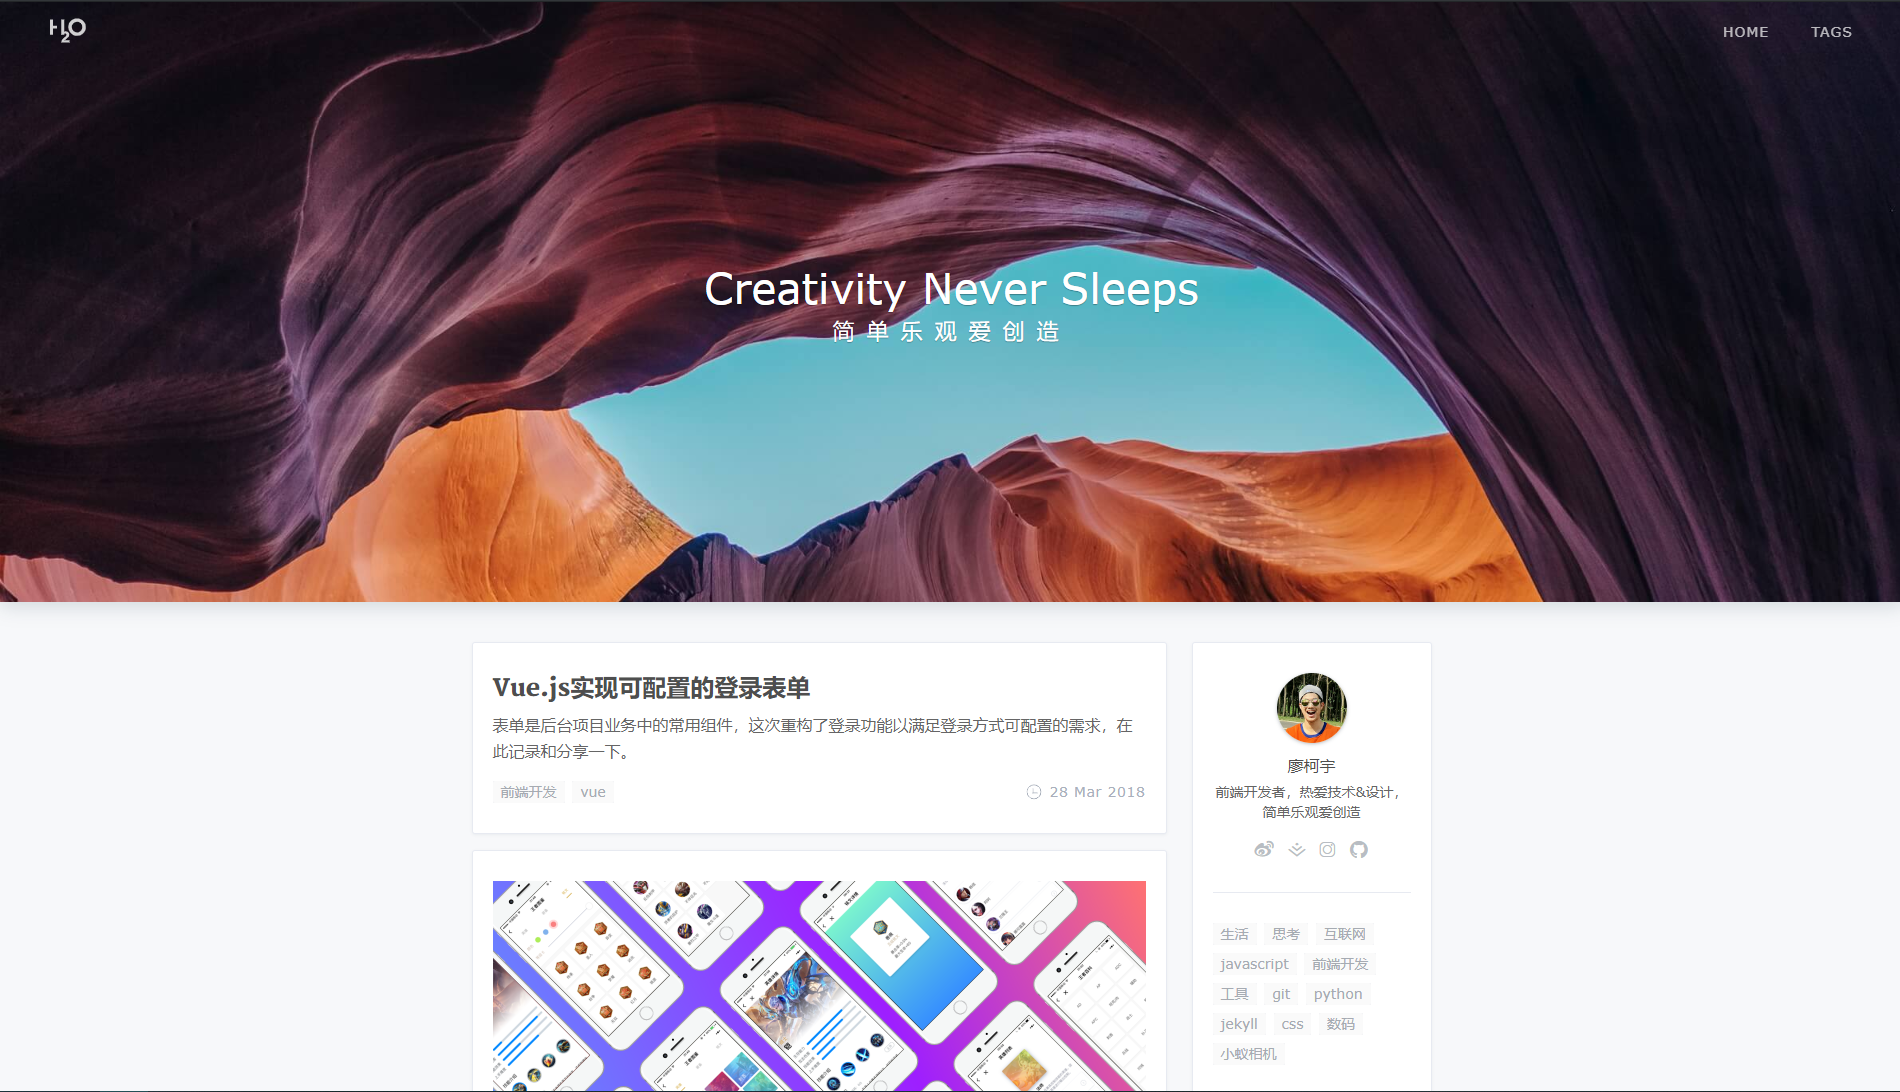 H2O
HOME
TAGS
Creativity Never Sleeps
简单乐观爱创造
Vue.js实现可配置的登录表单
表单是后台项目业务中的常用组件，这次重构了登录功能以满足登录方式可配置的需求，在
此记录和分享一下。
前端开发 vue
28 Mar 2018
廖柯宇
前端开发者，热爱技术&设计，
简单乐观爱创造
生活 思考 互联网
javascript 前端开发
工具 git python
jekyll css 数码
小蚁相机